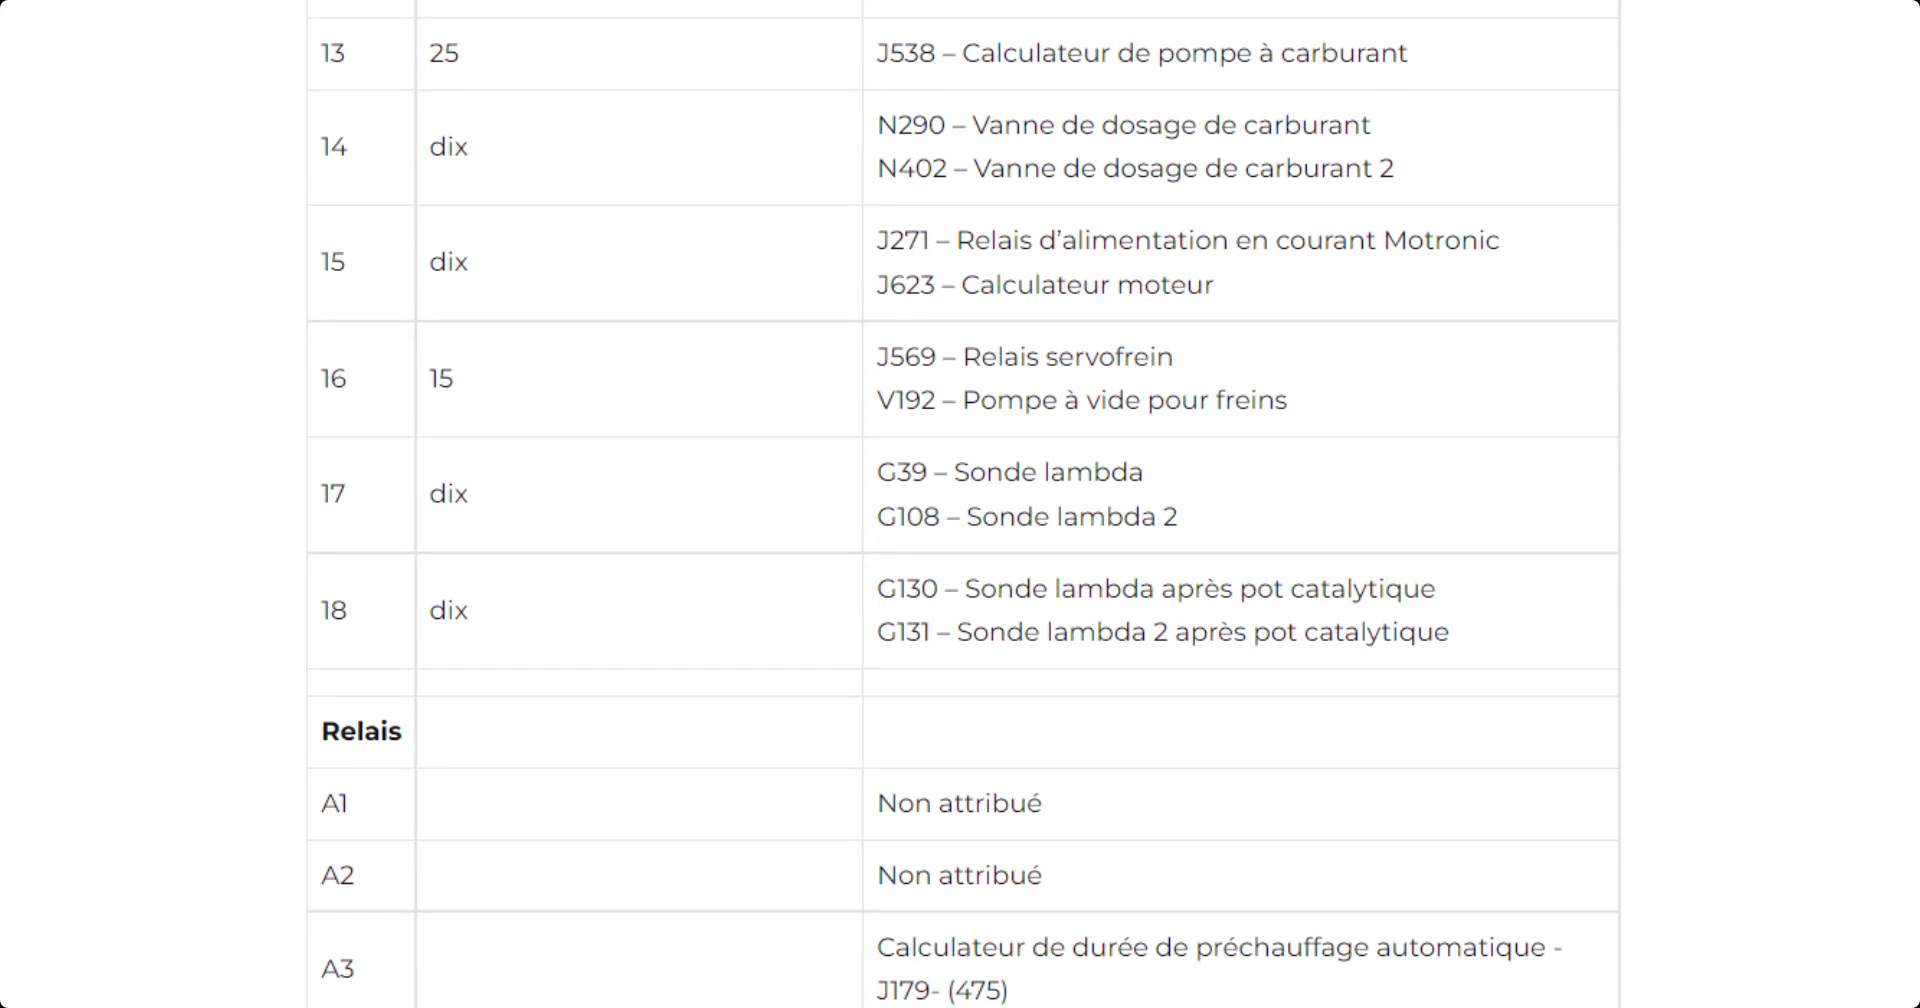 13
25
J538 – Calculateur de pompe à carburant
14
dix
N290 – Vanne de dosage de carburant
N402 – Vanne de dosage de carburant 2
15
dix
J271 – Relais d’alimentation en courant Motronic
J623 – Calculateur moteur
16
15
J569 – Relais servofrein
V192 – Pompe à vide pour freins
17
dix
G39 – Sonde lambda
G108 – Sonde lambda 2
18
dix
G130 – Sonde lambda après pot catalytique
G131 – Sonde lambda 2 après pot catalytique
Relais
A1
Non attribué
A2
Non attribué
A3
Calculateur de durée de préchauffage automatique -
J179- (475)